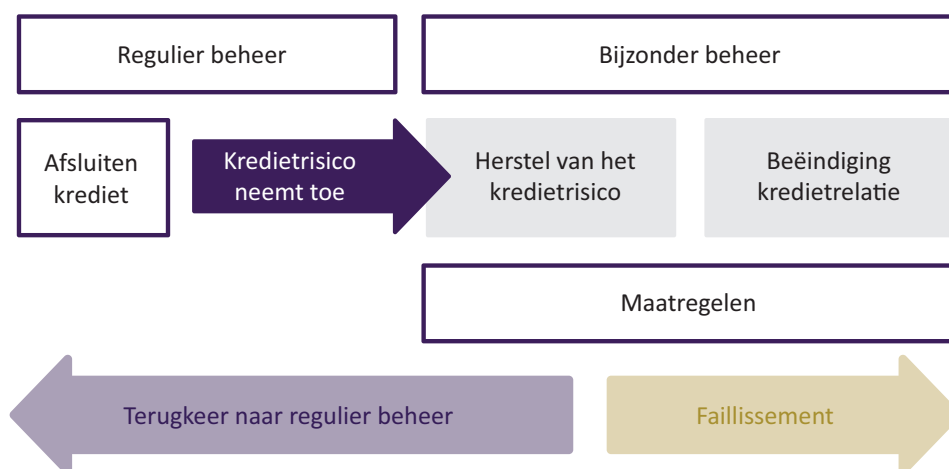 Regulier beheer
Bijzonder beheer
Afsluiten
krediet
Kredietrisico
neemt toe
Herstel van het
kredietrisico
Beëindiging
kredietrelatie
Maatregelen
Terugkeer naar regulier beheer
Faillissement